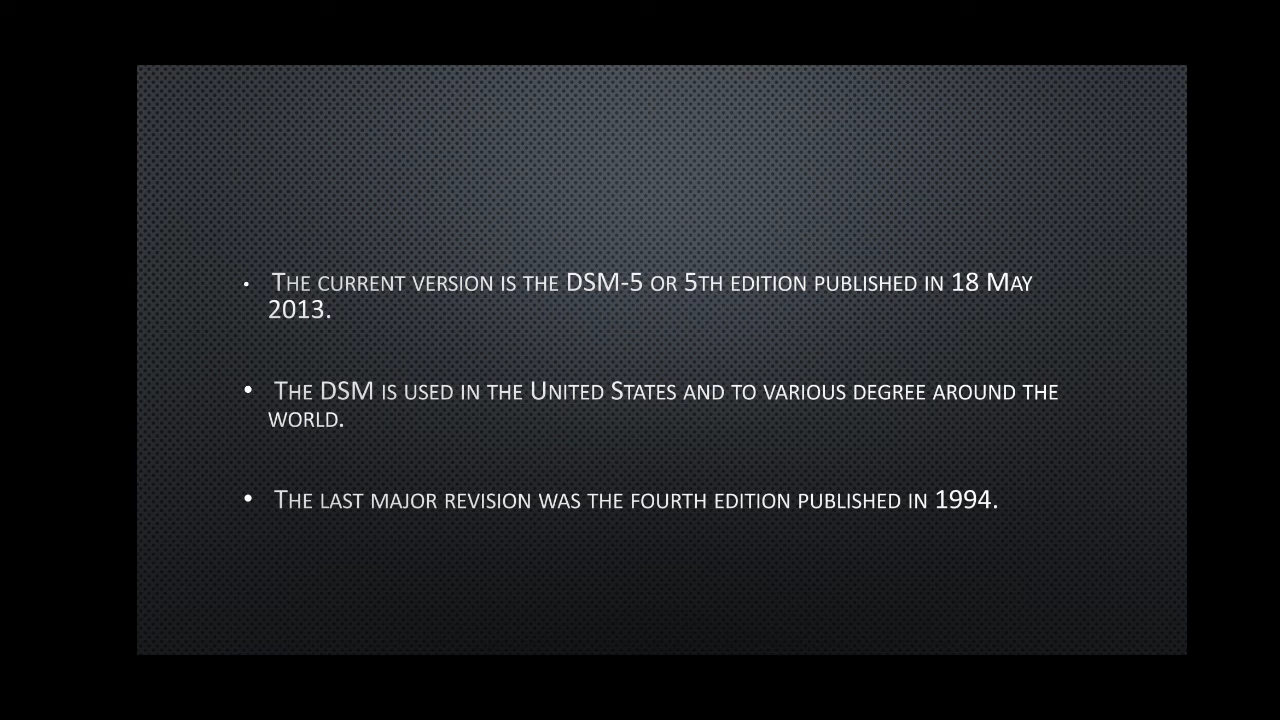 • The current version is the DSM-5 or 5th edition published in 18 May
2013.
• The DSM is used in the United States and to various degree around the
world.
• The last major revision was the fourth edition published in 1994.